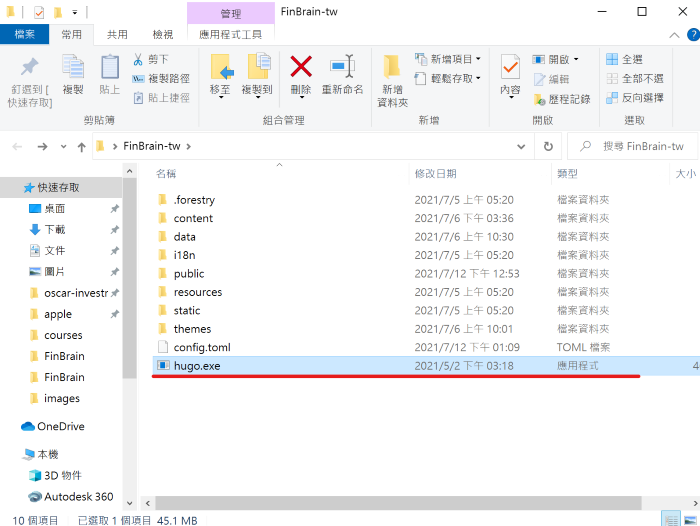 管理
FinBrain-tw
檔案
常用
共用
檢視
應用程式工具
釘選到 [
快速存取]
複製
貼上
剪下
複製路徑
貼上捷徑
剪貼簿
移至
複製到
刪除
重新命名
組合管理
新增
資料夾
新增項目
輕鬆存取
新增
內容
開啟
編輯
歷程記錄
開啟
全選
全部不選
反向選擇
選取
FinBrain-tw
搜尋 FinBrain-tw
名稱 修改日期 類型 大小
快速存取
桌面
下載
文件
圖片
oscar-investm
apple
courses
FinBrain
FinBrain
images
OneDrive
本機
3D 物件
Autodesk 360
.forestry 2021/7/5 上午 05:20 檔案資料夾
content 2021/7/6 下午 03:36 檔案資料夾
data 2021/7/6 上午 10:30 檔案資料夾
i18n 2021/7/5 上午 05:20 檔案資料夾
public 2021/7/12 下午 12:53 檔案資料夾
resources 2021/7/5 上午 05:20 檔案資料夾
static 2021/7/5 上午 05:20 檔案資料夾
themes 2021/7/6 上午 10:01 檔案資料夾
config.toml 2021/7/12 下午 01:09 TOML 檔案
hugo.exe 2021/5/2 下午 03:18 應用程式 4
10 個項目 已選取 1 個項目 45.1 MB